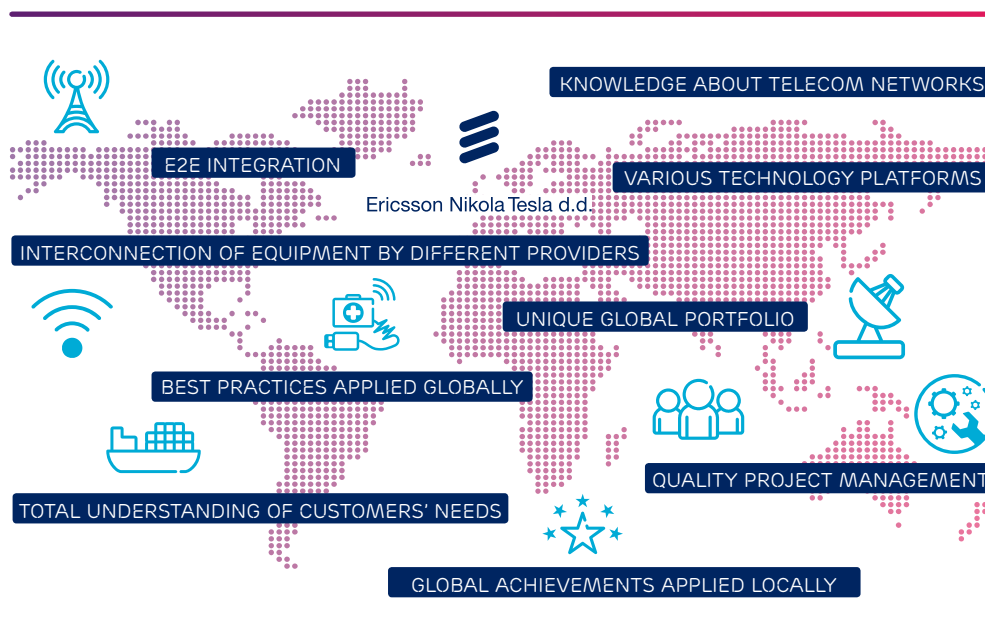 KNOWLEDGE ABOUT TELECOM NETWORKS
E2E INTEGRATION
VARIOUS TECHNOLOGY PLATFORMS
Ericsson Nikola Tesla d.d.
INTERCONNECTION OF EQUIPMENT BY DIFFERENT PROVIDERS
UNIQUE GLOBAL PORTFOLIO
BEST PRACTICES APPLIED GLOBALLY
QUALITY PROJECT MANAGEMENT
TOTAL UNDERSTANDING OF CUSTOMERS' NEEDS
GLOBAL ACHIEVEMENTS APPLIED LOCALLY